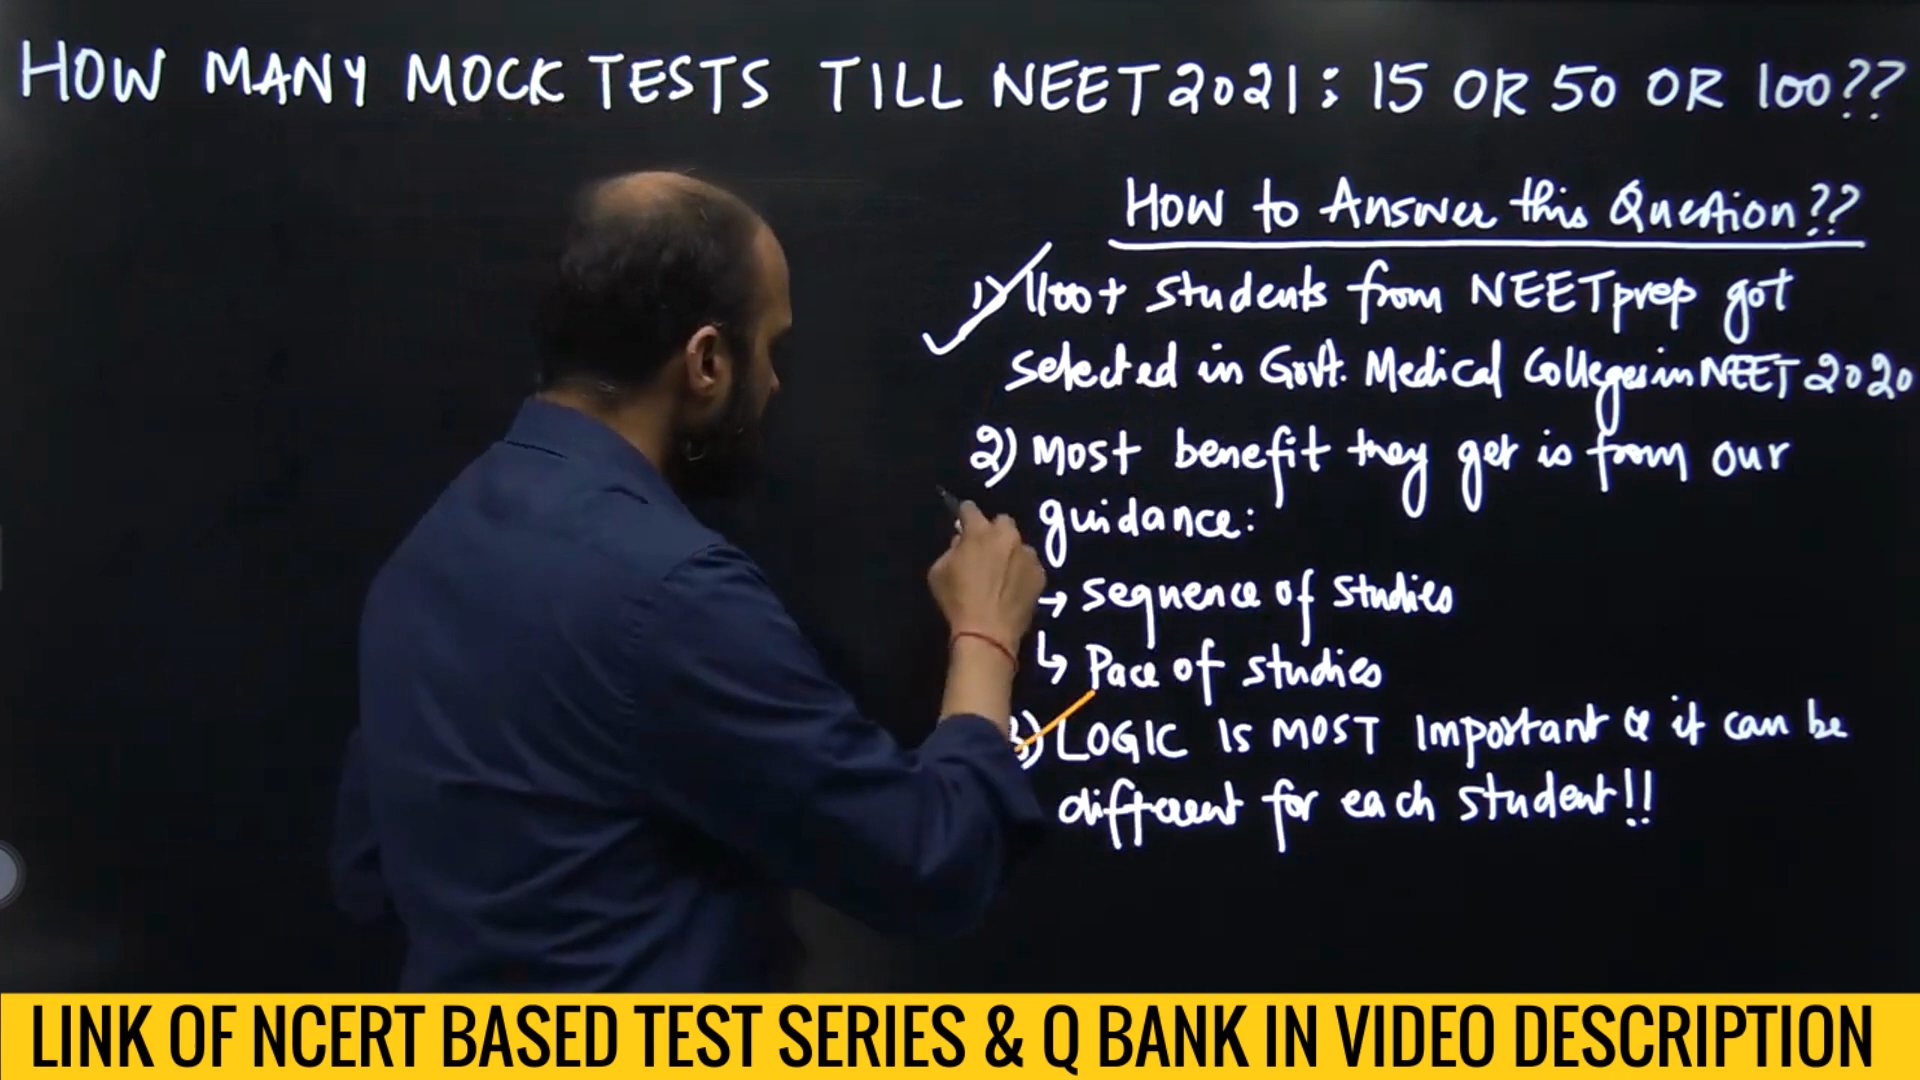 HOW MANY MOCK TESTS TILL NEET 2021: 15 OR 50 OR 100??
How to Answer this Question??
1) 1100+ students from NEETprep got
selected in Govt. Medical Colleges in NEET 2020
2) Most benefit they get is from our
guidance:
→ sequence of studies
↳ Pace of studies
3) LOGIC IS MOST Important & it can be
different for each student!!
LINK OF NCERT BASED TEST SERIES & Q BANK IN VIDEO DESCRIPTION